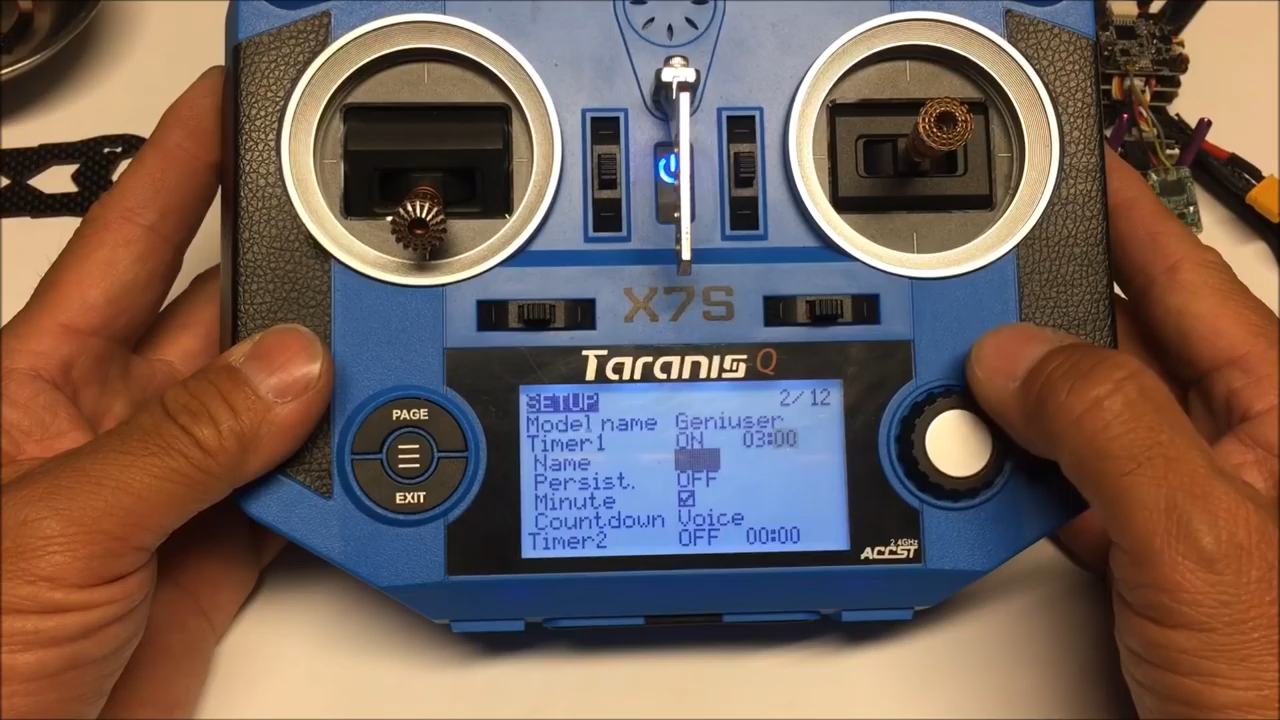 X7S
Taranis Q
SETUP 2/12
Model name Geniuser
Timer1 ON 03:00
Name
Persist. OFF
Minute
Countdown Voice
Timer2 OFF 00:00
PAGE
EXIT
2.4GHz
ACCST